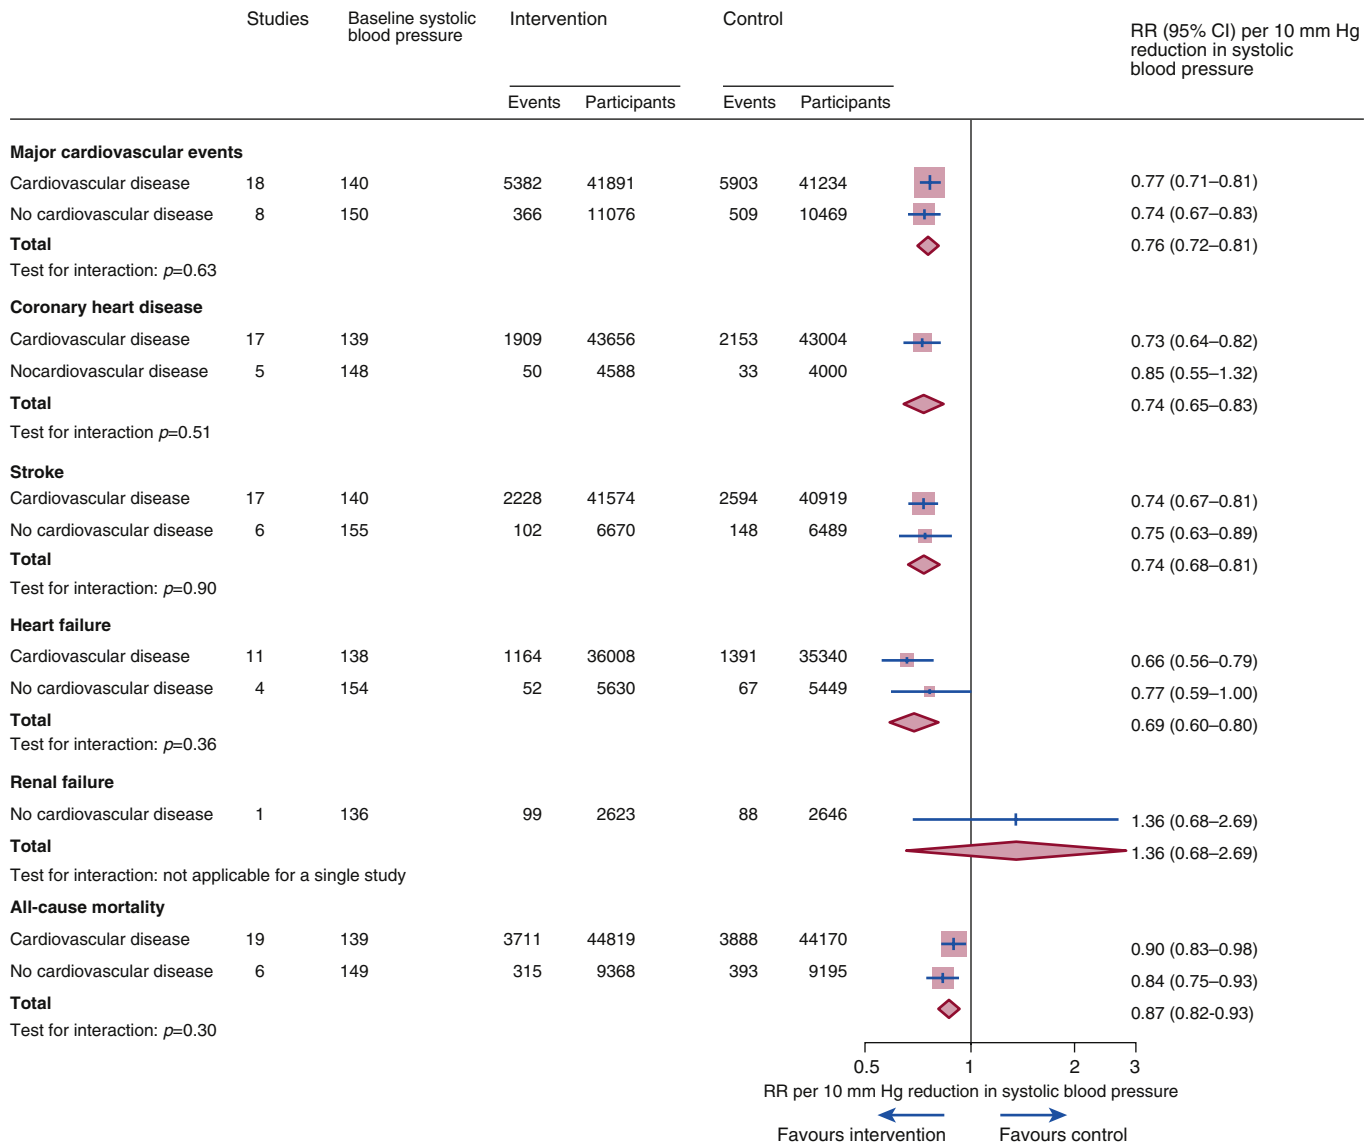 Studies Baseline systolic blood pressure Intervention Control RR (95% CI) per 10 mm Hg reduction in systolic blood pressure
Events Participants Events Participants
Major cardiovascular events
Cardiovascular disease 18 140 5382 41891 5903 41234 0.77 (0.71–0.81)
No cardiovascular disease 8 150 366 11076 509 10469 0.74 (0.67–0.83)
Total 0.76 (0.72–0.81)
Test for interaction: p=0.63
Coronary heart disease
Cardiovascular disease 17 139 1909 43656 2153 43004 0.73 (0.64–0.82)
Nocardiovascular disease 5 148 50 4588 33 4000 0.85 (0.55–1.32)
Total 0.74 (0.65–0.83)
Test for interaction p=0.51
Stroke
Cardiovascular disease 17 140 2228 41574 2594 40919 0.74 (0.67–0.81)
No cardiovascular disease 6 155 102 6670 148 6489 0.75 (0.63–0.89)
Total 0.74 (0.68–0.81)
Test for interaction: p=0.90
Heart failure
Cardiovascular disease 11 138 1164 36008 1391 35340 0.66 (0.56–0.79)
No cardiovascular disease 4 154 52 5630 67 5449 0.77 (0.59–1.00)
Total 0.69 (0.60–0.80)
Test for interaction: p=0.36
Renal failure
No cardiovascular disease 1 136 99 2623 88 2646 1.36 (0.68–2.69)
Total 1.36 (0.68–2.69)
Test for interaction: not applicable for a single study
All-cause mortality
Cardiovascular disease 19 139 3711 44819 3888 44170 0.90 (0.83–0.98)
No cardiovascular disease 6 149 315 9368 393 9195 0.84 (0.75–0.93)
Total 0.87 (0.82-0.93)
Test for interaction: p=0.30
0.5 1 2 3
RR per 10 mm Hg reduction in systolic blood pressure
Favours intervention Favours control